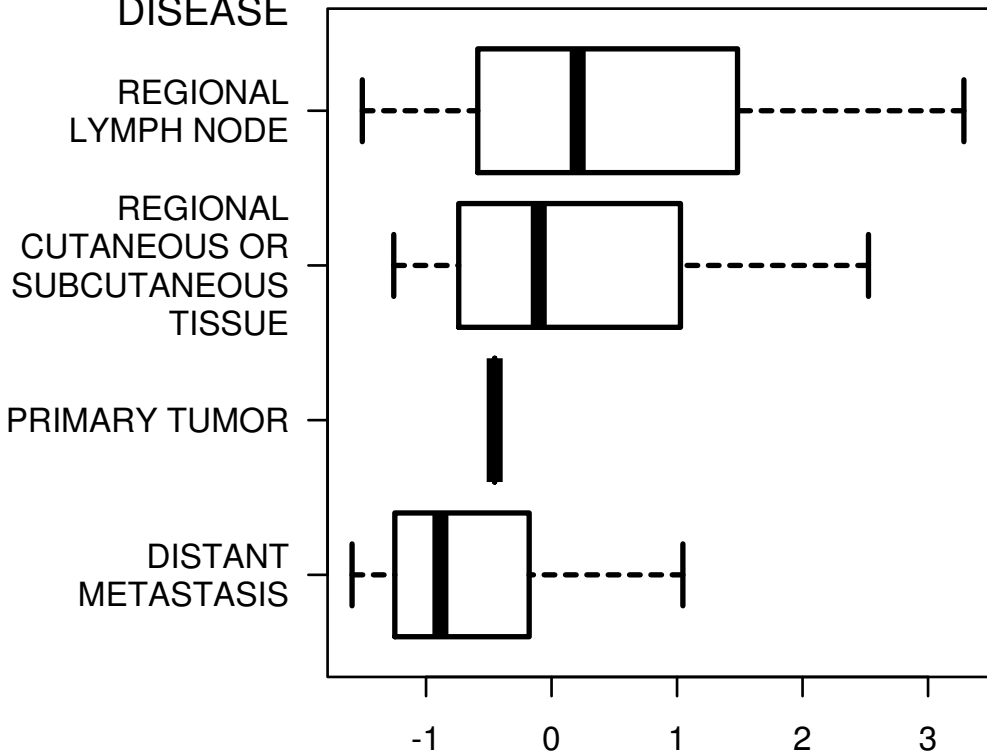 DISEASE
REGIONAL
LYMPH NODE
REGIONAL
CUTANEOUS OR
SUBCUTANEOUS
TISSUE
PRIMARY TUMOR
DISTANT
METASTASIS
-1 0 1 2 3